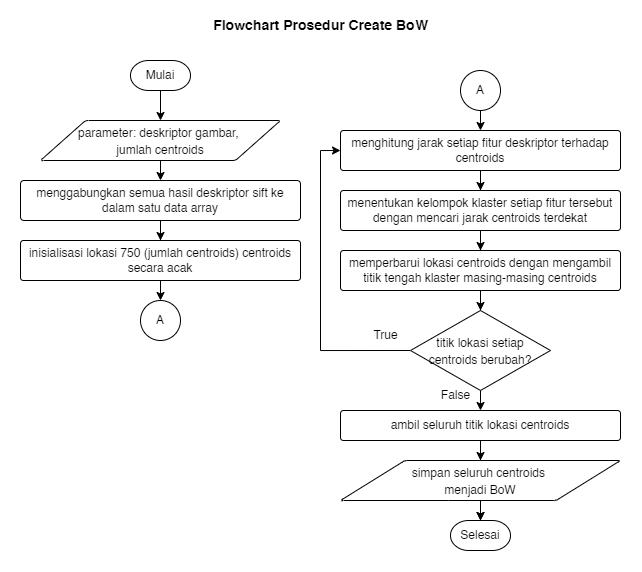 Flowchart Prosedur Create BoW
Mulai
parameter: deskriptor gambar,
jumlah centroids
menggabungkan semua hasil deskriptor sift ke
dalam satu data array
inisialisasi lokasi 750 (jumlah centroids) centroids
secara acak
A
A
menghitung jarak setiap fitur deskriptor terhadap
centroids
menentukan kelompok klaster setiap fitur tersebut
dengan mencari jarak centroids terdekat
memperbarui lokasi centroids dengan mengambil
titik tengah klaster masing-masing centroids
titik lokasi setiap
centroids berubah?
True
False
ambil seluruh titik lokasi centroids
simpan seluruh centroids
menjadi BoW
Selesai